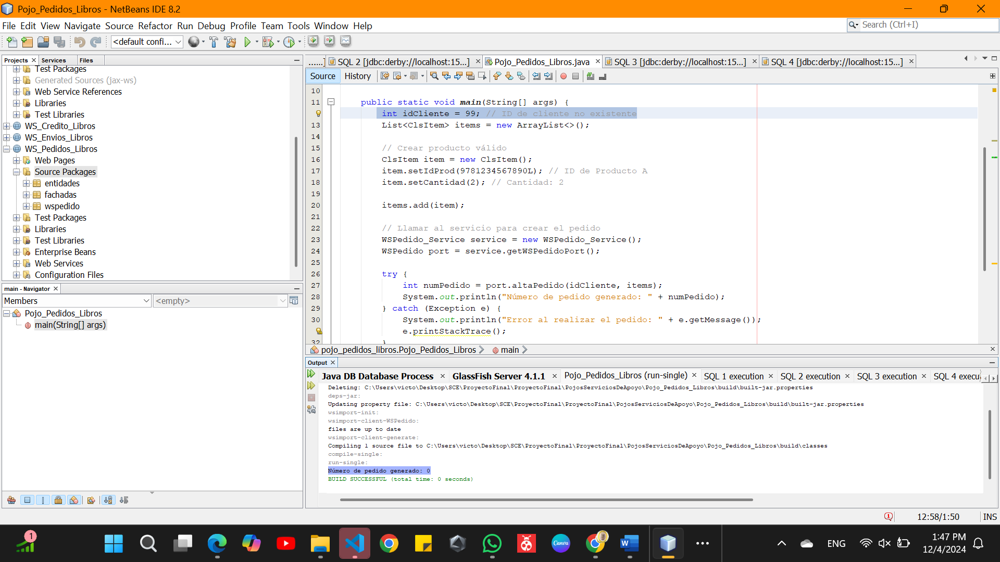 Pojo_Pedidos_Libros - NetBeans IDE 8.2
File Edit View Navigate Source Refactor Run Debug Profile Team Tools Window Help
Search (Ctrl+I)
<default confi...
Projects
Services
Files
Test Packages
Generated Sources (jax-ws)
Web Service References
Libraries
Test Libraries
WS_Credito_Libros
WS_Envios_Libros
WS_Pedidos_Libros
Web Pages
Source Packages
entidades
fachadas
wspedido
Test Packages
Libraries
Test Libraries
Enterprise Beans
Web Services
Configuration Files
main - Navigator
Members
<empty>
Pojo_Pedidos_Libros
main(String[] args)
......] SQL 2 [jdbc:derby://localhost:15...] Pojo_Pedidos_Libros.java SQL 3 [jdbc:derby://localhost:15...] SQL 4 [jdbc:derby://localhost:15...]
Source History
10
11 public static void main(String[] args) {
int idCliente = 99; // ID de cliente no existente
13 List<ClsItem> items = new ArrayList<>();
14
15 // Crear producto válido
16 ClsItem item = new ClsItem();
17 item.setIdProd(9781234567890L); // ID de Producto A
18 item.setCantidad(2); // Cantidad: 2
19
20 items.add(item);
21
22 // Llamar al servicio para crear el pedido
23 WSPedido_Service service = new WSPedido_Service();
24 WSPedido port = service.getWSPedidoPort();
25
26 try {
27 int numPedido = port.altaPedido(idCliente, items);
28 System.out.println("Número de pedido generado: " + numPedido);
29 } catch (Exception e) {
30 System.out.println("Error al realizar el pedido: " + e.getMessage());
e.printStackTrace();
32 }
pojo_pedidos_libros.Pojo_Pedidos_Libros main
Output
Java DB Database Process GlassFish Server 4.1.1 Pojo_Pedidos_Libros (run-single) SQL 1 execution SQL 2 execution SQL 3 execution SQL 4 execu
Deleting: C:\Users\victo\Desktop\SCE\ProyectoFinal\ProyectoFinal\PojosServiciosDeApoyo\Pojo_Pedidos_Libros\build\built-jar.properties
deps-jar:
Updating property file: C:\Users\victo\Desktop\SCE\ProyectoFinal\ProyectoFinal\PojosServiciosDeApoyo\Pojo_Pedidos_Libros\build\built-jar.properties
wsimport-init:
wsimport-client-WSPedido:
files are up to date
wsimport-client-generate:
Compiling 1 source file to C:\Users\victo\Desktop\SCE\ProyectoFinal\ProyectoFinal\PojosServiciosDeApoyo\Pojo_Pedidos_Libros\build\classes
compile-single:
run-single:
Número de pedido generado: 0
BUILD SUCCESSFUL (total time: 0 seconds)
1
12:58/1:50 INS
1
Canva
W
ENG
1:47 PM
12/4/2024